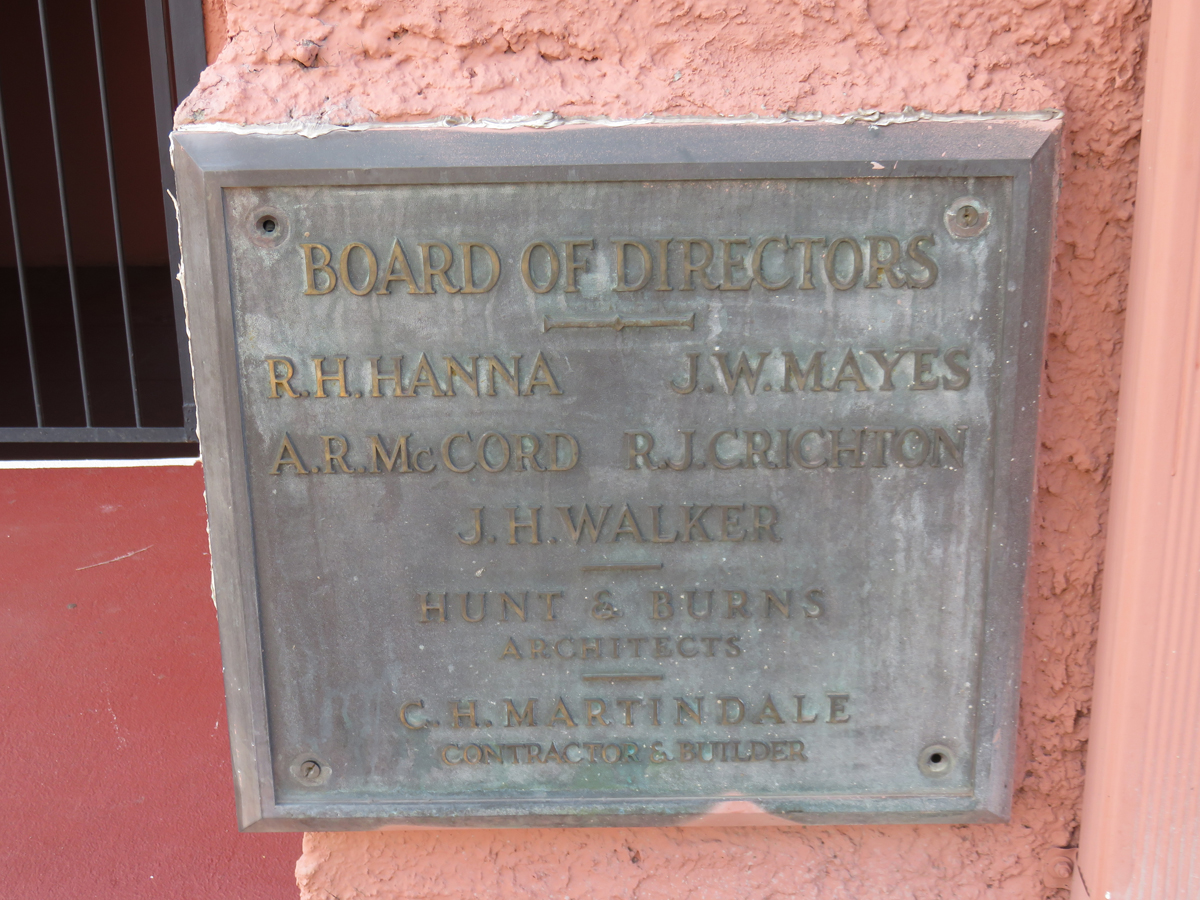 BOARD OF DIRECTORS
R.H. HANNA J.W. MAYES
A.R. McCORD R.J. CRICHTON
J.H. WALKER
HUNT & BURNS
ARCHITECTS
C.H. MARTINDALE
CONTRACTOR & BUILDER